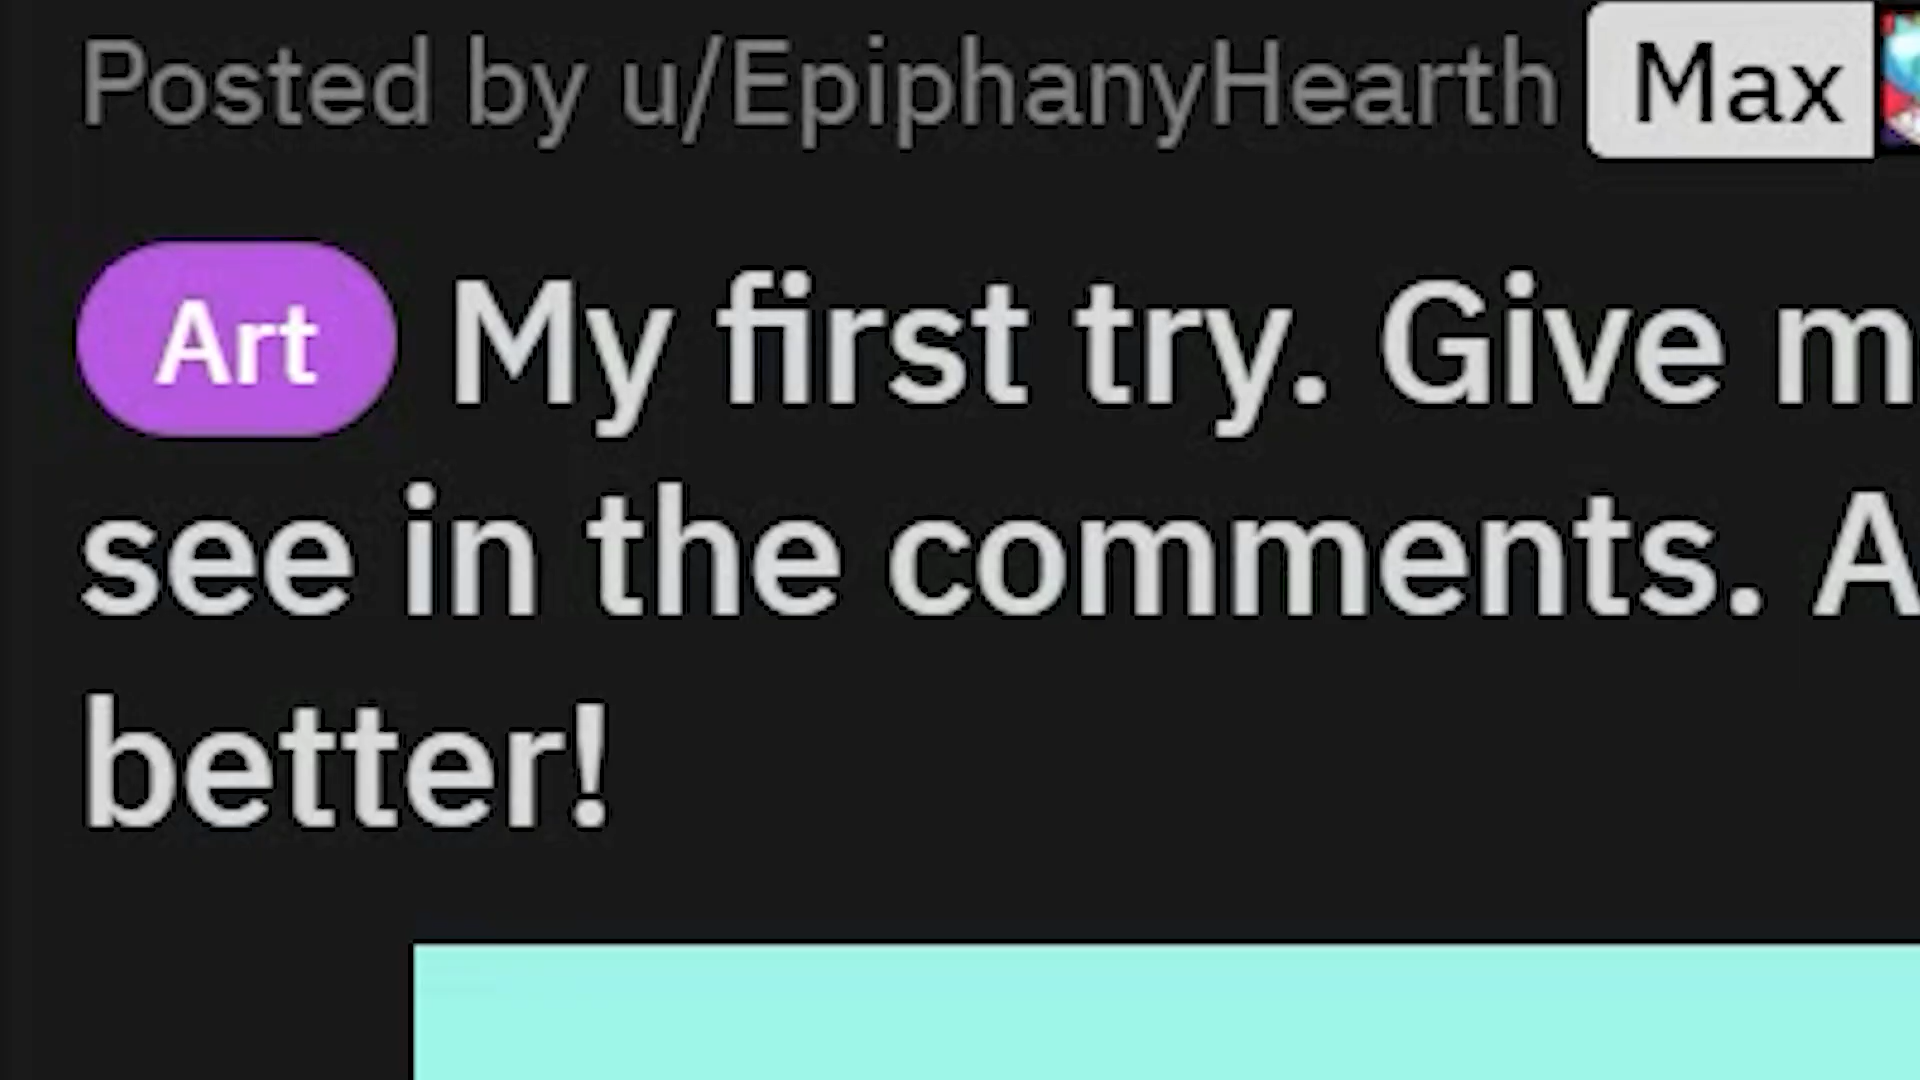 Posted by u/EpiphanyHearth Max
Art My first try. Give m
see in the comments. A
better!